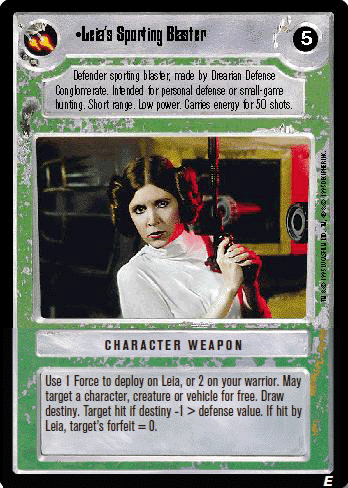 •Leia's Sporting Blaster
5
Defender sporting blaster, made by Drearian Defense
Conglomerate. Intended for personal defense or small-game
hunting. Short range. Low power. Carries energy for 50 shots.
CHARACTER WEAPON
Use 1 Force to deploy on Leia, or 2 on your warrior. May
target a character, creature or vehicle for free. Draw
destiny. Target hit if destiny -1 > defense value. If hit by
Leia, target's forfeit = 0.
E